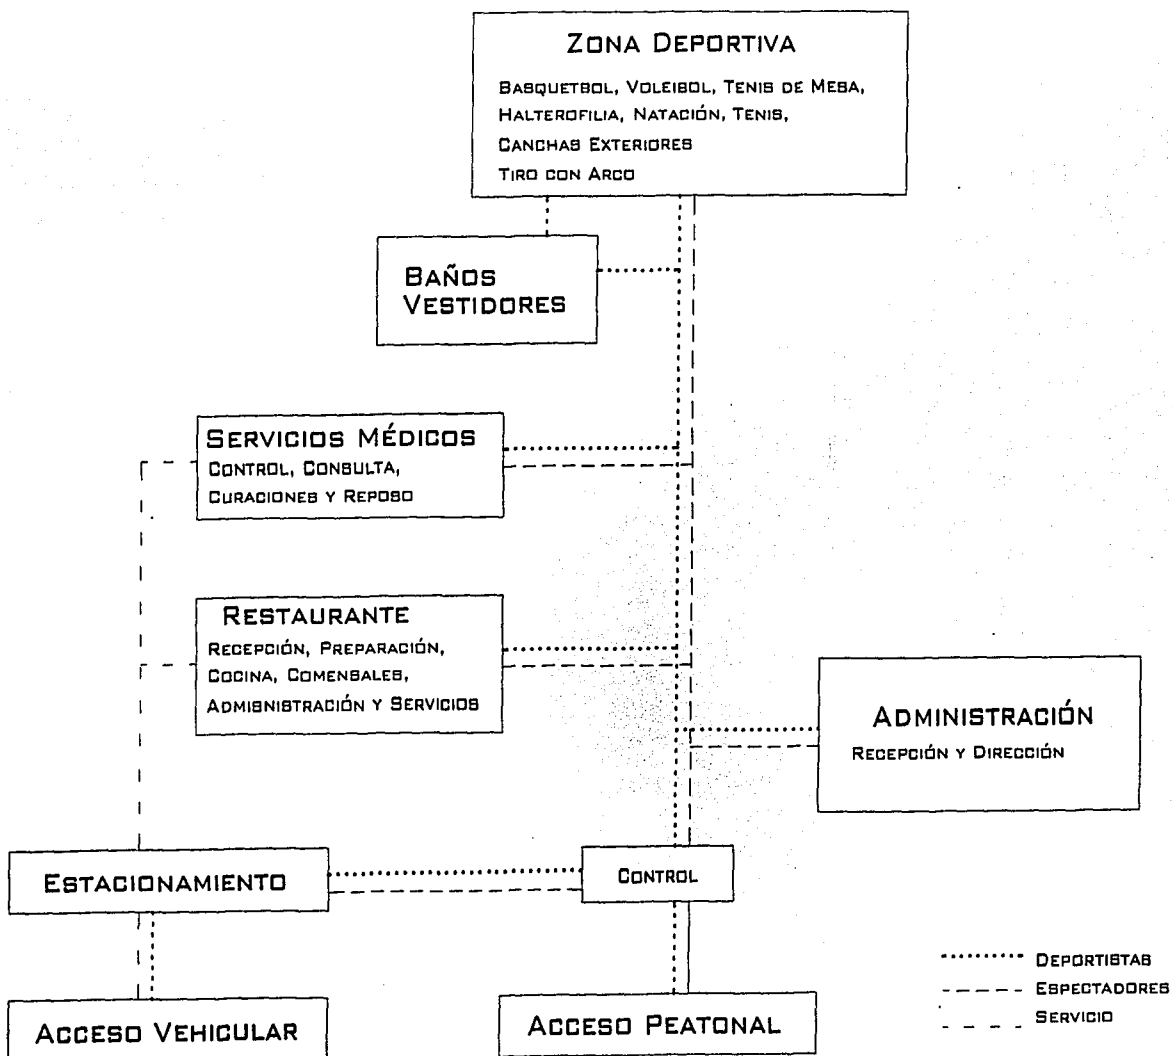 ZONA DEPORTIVA
BASQUETBOL, VOLEIBOL, TENIS DE MESA,
HALTEROFILIA, NATACIÓN, TENIS,
CANCHAS EXTERIORES
TIRO CON ARCO
BAÑOS
VESTIDORES
SERVICIOS MÉDICOS
CONTROL, CONSULTA,
CURACIONES Y REPOSO
RESTAURANTE
RECEPCIÓN, PREPARACIÓN,
COCINA, COMENSALES,
ADMISNISTRACIÓN Y SERVICIOS
ADMINISTRACIÓN
RECEPCIÓN Y DIRECCIÓN
ESTACIONAMIENTO
CONTROL
ACCESO VEHICULAR
ACCESO PEATONAL
DEPORTISTAS
ESPECTADORES
SERVICIO